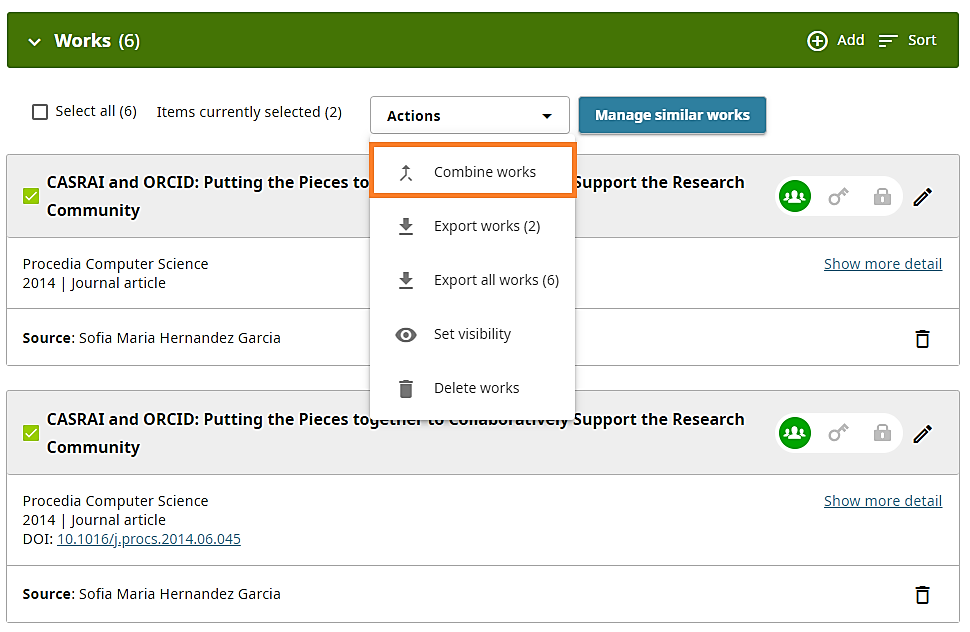 Works (6)
Add
Sort
Select all (6)
Items currently selected (2)
Actions
Manage similar works
Combine works
Export works (2)
Export all works (6)
Set visibility
Delete works
CASRAI and ORCID: Putting the Pieces to Support the Research
Community
Procedia Computer Science
2014 | Journal article
Show more detail
Source: Sofia Maria Hernandez Garcia
CASRAI and ORCID: Putting the Pieces together to Collaboratively Support the Research
Community
Procedia Computer Science
2014 | Journal article
DOI: 10.1016/j.procs.2014.06.045
Show more detail
Source: Sofia Maria Hernandez Garcia